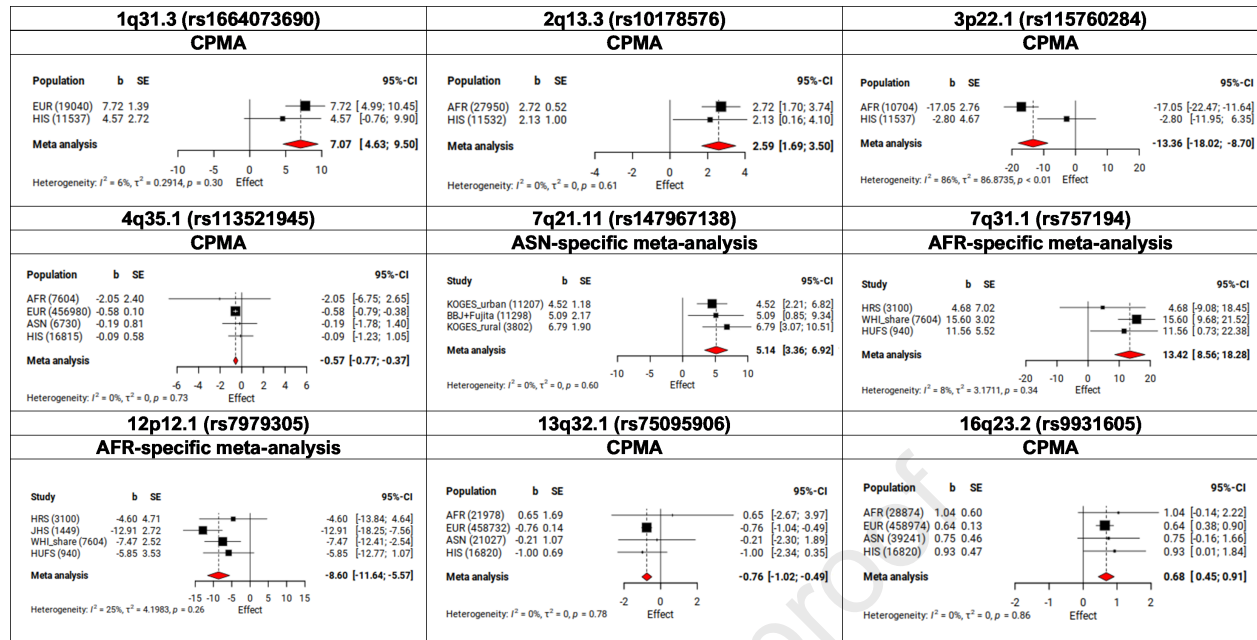 1q31.3 (rs1664073690)
CPMA
Population b SE 95%-CI
EUR (19040) 7.72 1.39 7.72 [4.99; 10.45]
HIS (11537) 4.57 2.72 4.57 [-0.76; 9.90]
Meta analysis 7.07 [4.63; 9.50]
-10 -5 0 5 10
Heterogeneity: I² = 6%, τ² = 0.2914, p = 0.30 Effect
2q13.3 (rs10178576)
CPMA
Population b SE 95%-CI
AFR (27950) 2.72 0.52 2.72 [1.70; 3.74]
HIS (11532) 2.13 1.00 2.13 [0.16; 4.10]
Meta analysis 2.59 [1.69; 3.50]
-4 -2 0 2 4
Heterogeneity: I² = 0%, τ² = 0, p = 0.61 Effect
3p22.1 (rs115760284)
CPMA
Population b SE 95%-CI
AFR (10704) -17.05 2.76 -17.05 [-22.47; -11.64]
HIS (11537) -2.80 4.67 -2.80 [-11.95; 6.35]
Meta analysis -13.36 [-18.02; -8.70]
-20 -10 0 10 20
Heterogeneity: I² = 86%, τ² = 86.8735, p < 0.01 Effect
4q35.1 (rs113521945)
CPMA
Population b SE 95%-CI
AFR (7604) -2.05 2.40 -2.05 [-6.75; 2.65]
EUR (456980) -0.58 0.10 -0.58 [-0.79; -0.38]
ASN (6730) -0.19 0.81 -0.19 [-1.78; 1.40]
HIS (16815) -0.09 0.58 -0.09 [-1.23; 1.05]
Meta analysis -0.57 [-0.77; -0.37]
-6 -4 -2 0 2 4 6
Heterogeneity: I² = 0%, τ² = 0, p = 0.73 Effect
7q21.11 (rs147967138)
ASN-specific meta-analysis
Study b SE 95%-CI
KOGES_urban (11207) 4.52 1.18 4.52 [2.21; 6.82]
BBJ+Fujita (11298) 5.09 2.17 5.09 [0.85; 9.34]
KOGES_rural (3802) 6.79 1.90 6.79 [3.07; 10.51]
Meta analysis 5.14 [3.36; 6.92]
-10 -5 0 5 10
Heterogeneity: I² = 0%, τ² = 0, p = 0.60 Effect
7q31.1 (rs757194)
AFR-specific meta-analysis
Study b SE 95%-CI
HRS (3100) 4.68 7.02 4.68 [-9.08; 18.45]
WHI_share (7604) 15.60 3.02 15.60 [9.68; 21.52]
HUFS (940) 11.56 5.52 11.56 [0.73; 22.38]
Meta analysis 13.42 [8.56; 18.28]
-20 -10 0 10 20
Heterogeneity: I² = 8%, τ² = 3.1711, p = 0.34 Effect
12p12.1 (rs7979305)
AFR-specific meta-analysis
Study b SE 95%-CI
HRS (3100) -4.60 4.71 -4.60 [-13.84; 4.64]
JHS (1449) -12.91 2.72 -12.91 [-18.25; -7.56]
WHI_share (7604) -7.47 2.52 -7.47 [-12.41; -2.54]
HUFS (940) -5.85 3.53 -5.85 [-12.77; 1.07]
Meta analysis -8.60 [-11.64; -5.57]
-15 -10 -5 0 5 10 15
Heterogeneity: I² = 25%, τ² = 4.1983, p = 0.26 Effect
13q32.1 (rs75095906)
CPMA
Population b SE 95%-CI
AFR (21978) 0.65 1.69 0.65 [-2.67; 3.97]
EUR (458732) -0.76 0.14 -0.76 [-1.04; -0.49]
ASN (21027) -0.21 1.07 -0.21 [-2.30; 1.89]
HIS (16820) -1.00 0.69 -1.00 [-2.34; 0.35]
Meta analysis -0.76 [-1.02; -0.49]
-2 0 2
Heterogeneity: I² = 0%, τ² = 0, p = 0.78 Effect
16q23.2 (rs9931605)
CPMA
Population b SE 95%-CI
AFR (28874) 1.04 0.60 1.04 [-0.14; 2.22]
EUR (458974) 0.64 0.13 0.64 [0.38; 0.90]
ASN (39241) 0.75 0.46 0.75 [-0.16; 1.66]
HIS (16820) 0.93 0.47 0.93 [0.01; 1.84]
Meta analysis 0.68 [0.45; 0.91]
-2 -1 0 1 2
Heterogeneity: I² = 0%, τ² = 0, p = 0.86 Effect
proof